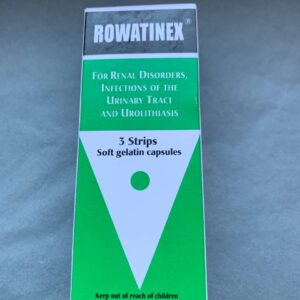 ROWATINEX®
FOR RENAL DISORDERS,
INFECTIONS OF THE
URINARY TRACT
AND UROLITHIASIS
3 Strips
Soft gelatin capsules
Keep out of reach of children